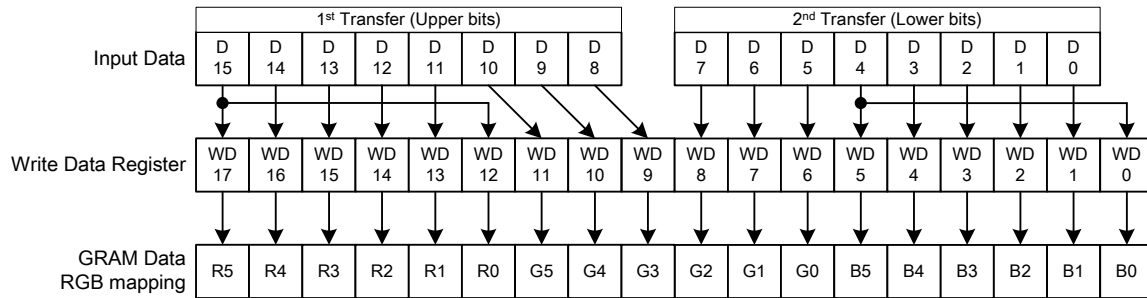 1st Transfer (Upper bits) 2nd Transfer (Lower bits)
Input Data D 15 D 14 D 13 D 12 D 11 D 10 D 9 D 8 D 7 D 6 D 5 D 4 D 3 D 2 D 1 D 0
Write Data Register WD 17 WD 16 WD 15 WD 14 WD 13 WD 12 WD 11 WD 10 WD 9 WD 8 WD 7 WD 6 WD 5 WD 4 WD 3 WD 2 WD 1 WD 0
GRAM Data
RGB mapping R5 R4 R3 R2 R1 R0 G5 G4 G3 G2 G1 G0 B5 B4 B3 B2 B1 B0